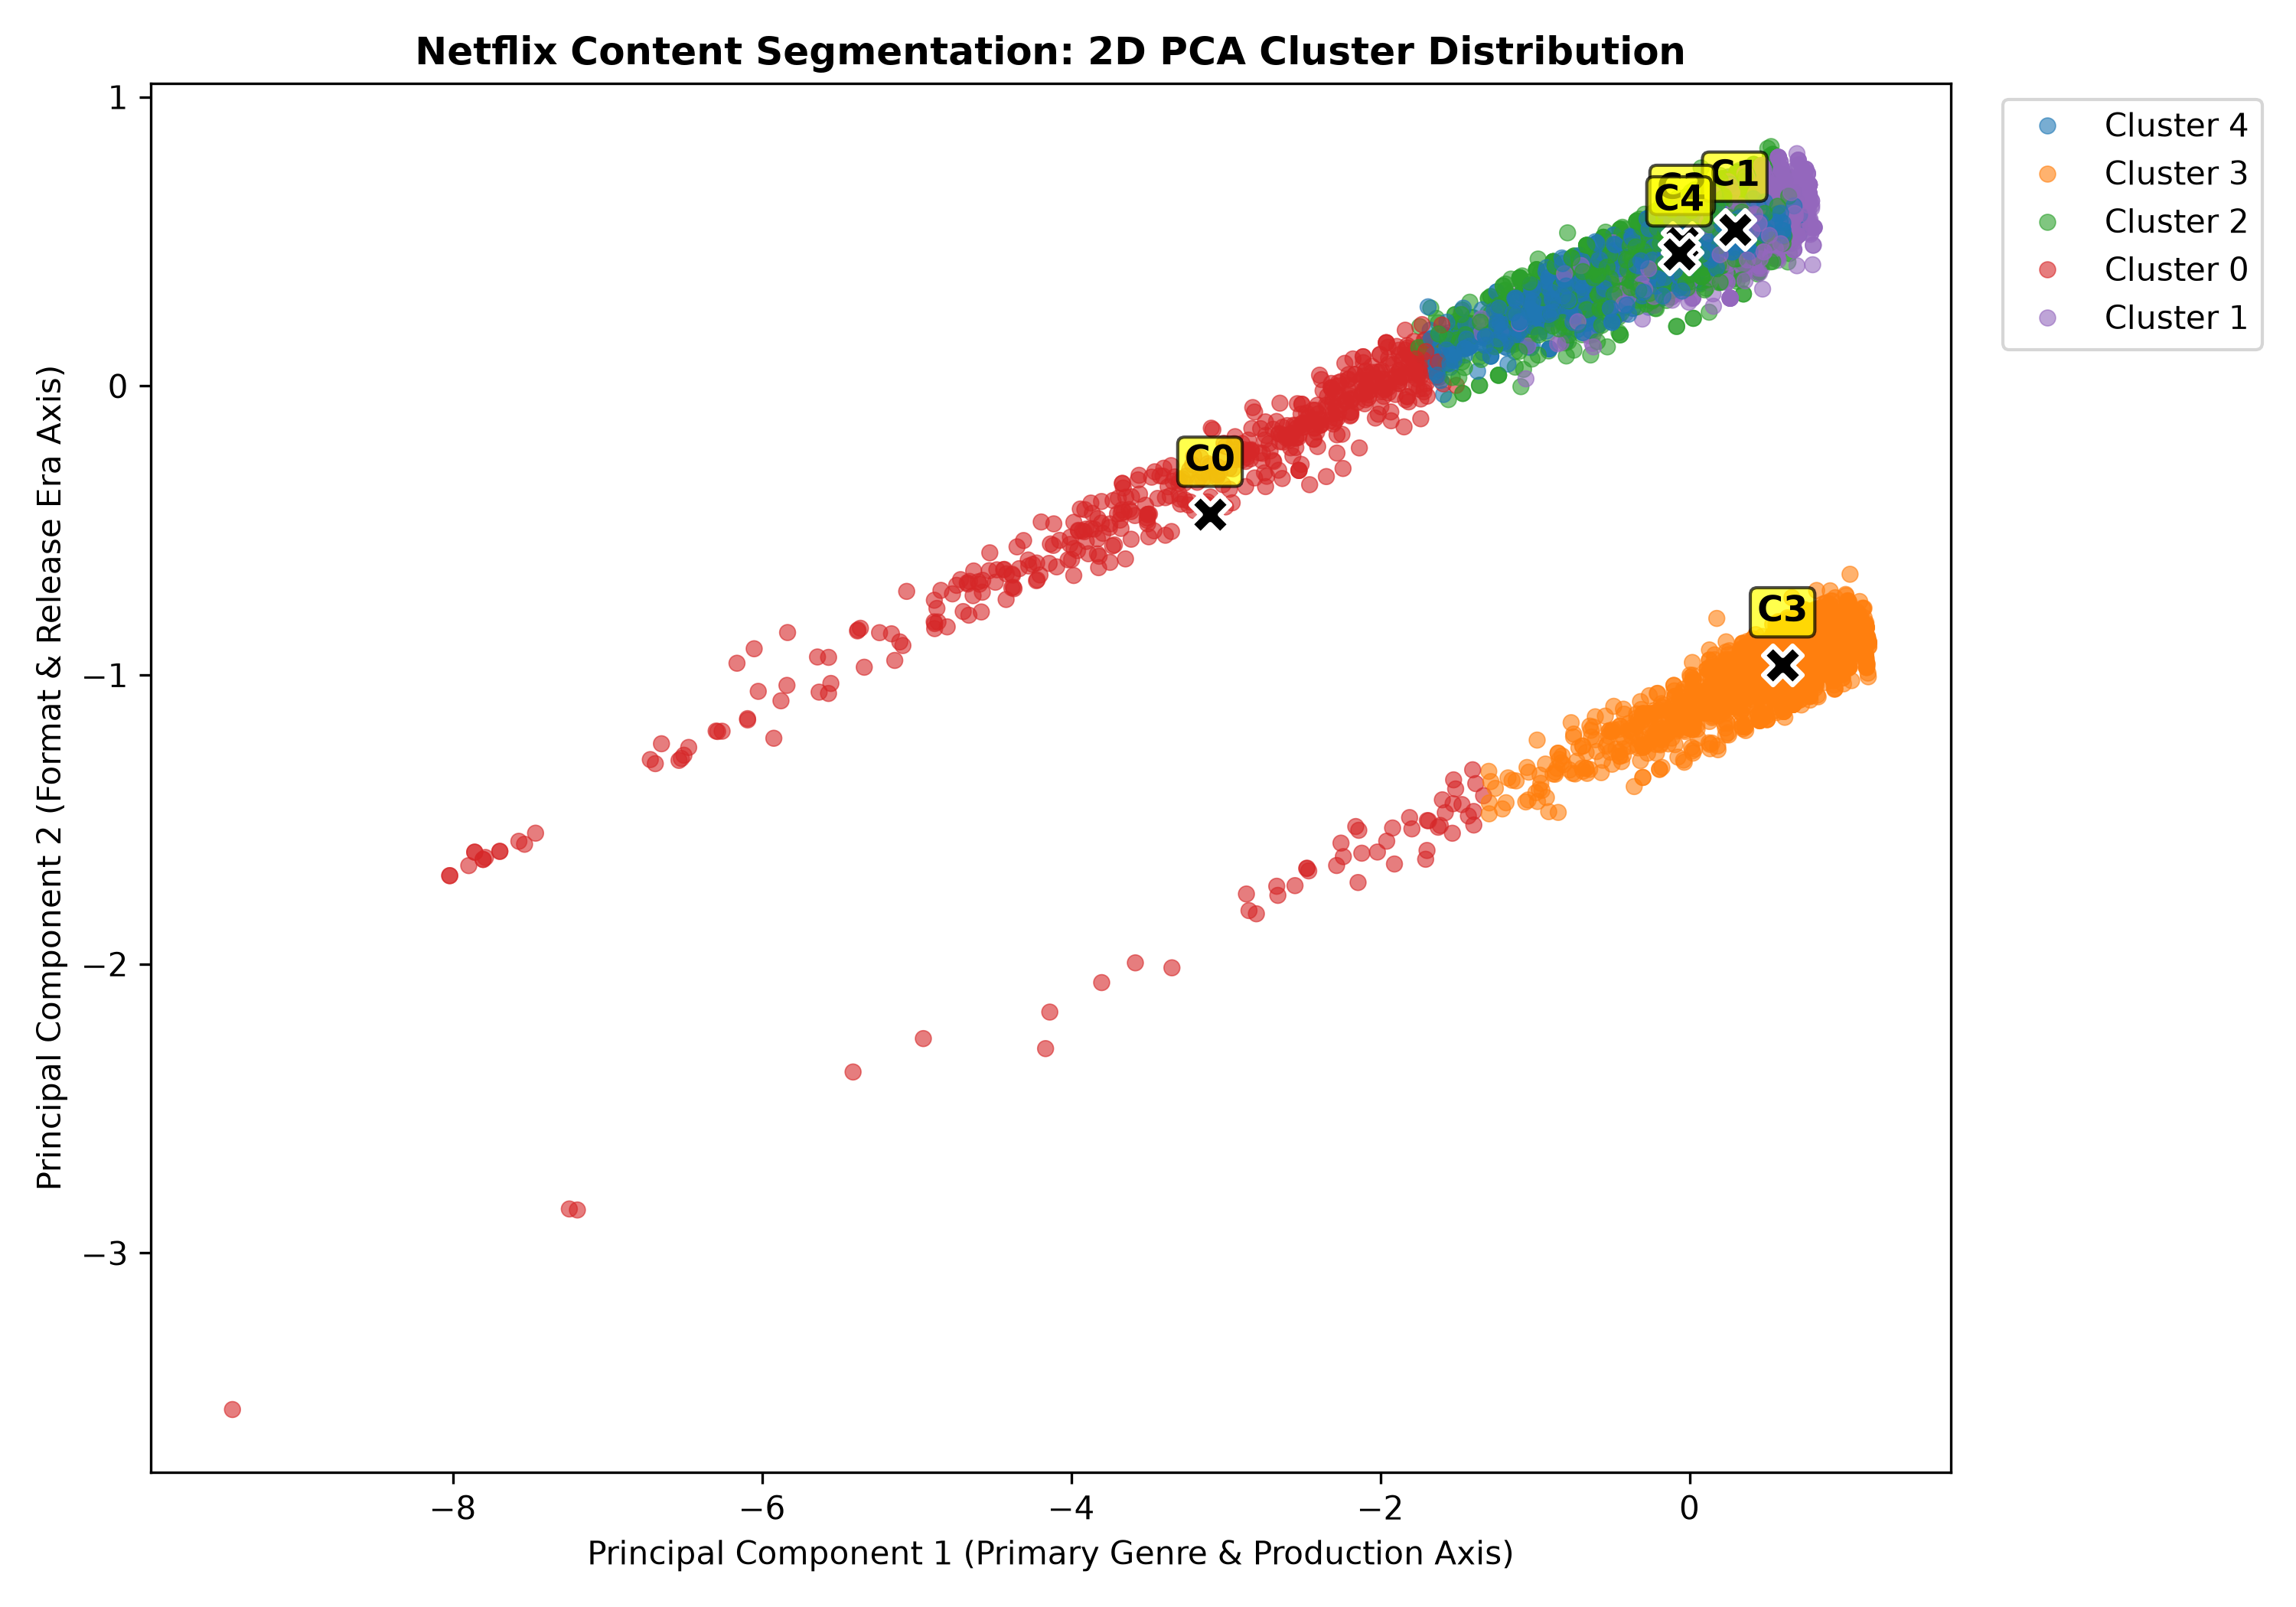 Netflix Content Segmentation: 2D PCA Cluster Distribution
Principal Component 2 (Format & Release Era Axis)
1
0
−1
−2
−3
C1
C4
C0
C3
−8
−6
−4
−2
0
Principal Component 1 (Primary Genre & Production Axis)
Cluster 4
Cluster 3
Cluster 2
Cluster 0
Cluster 1